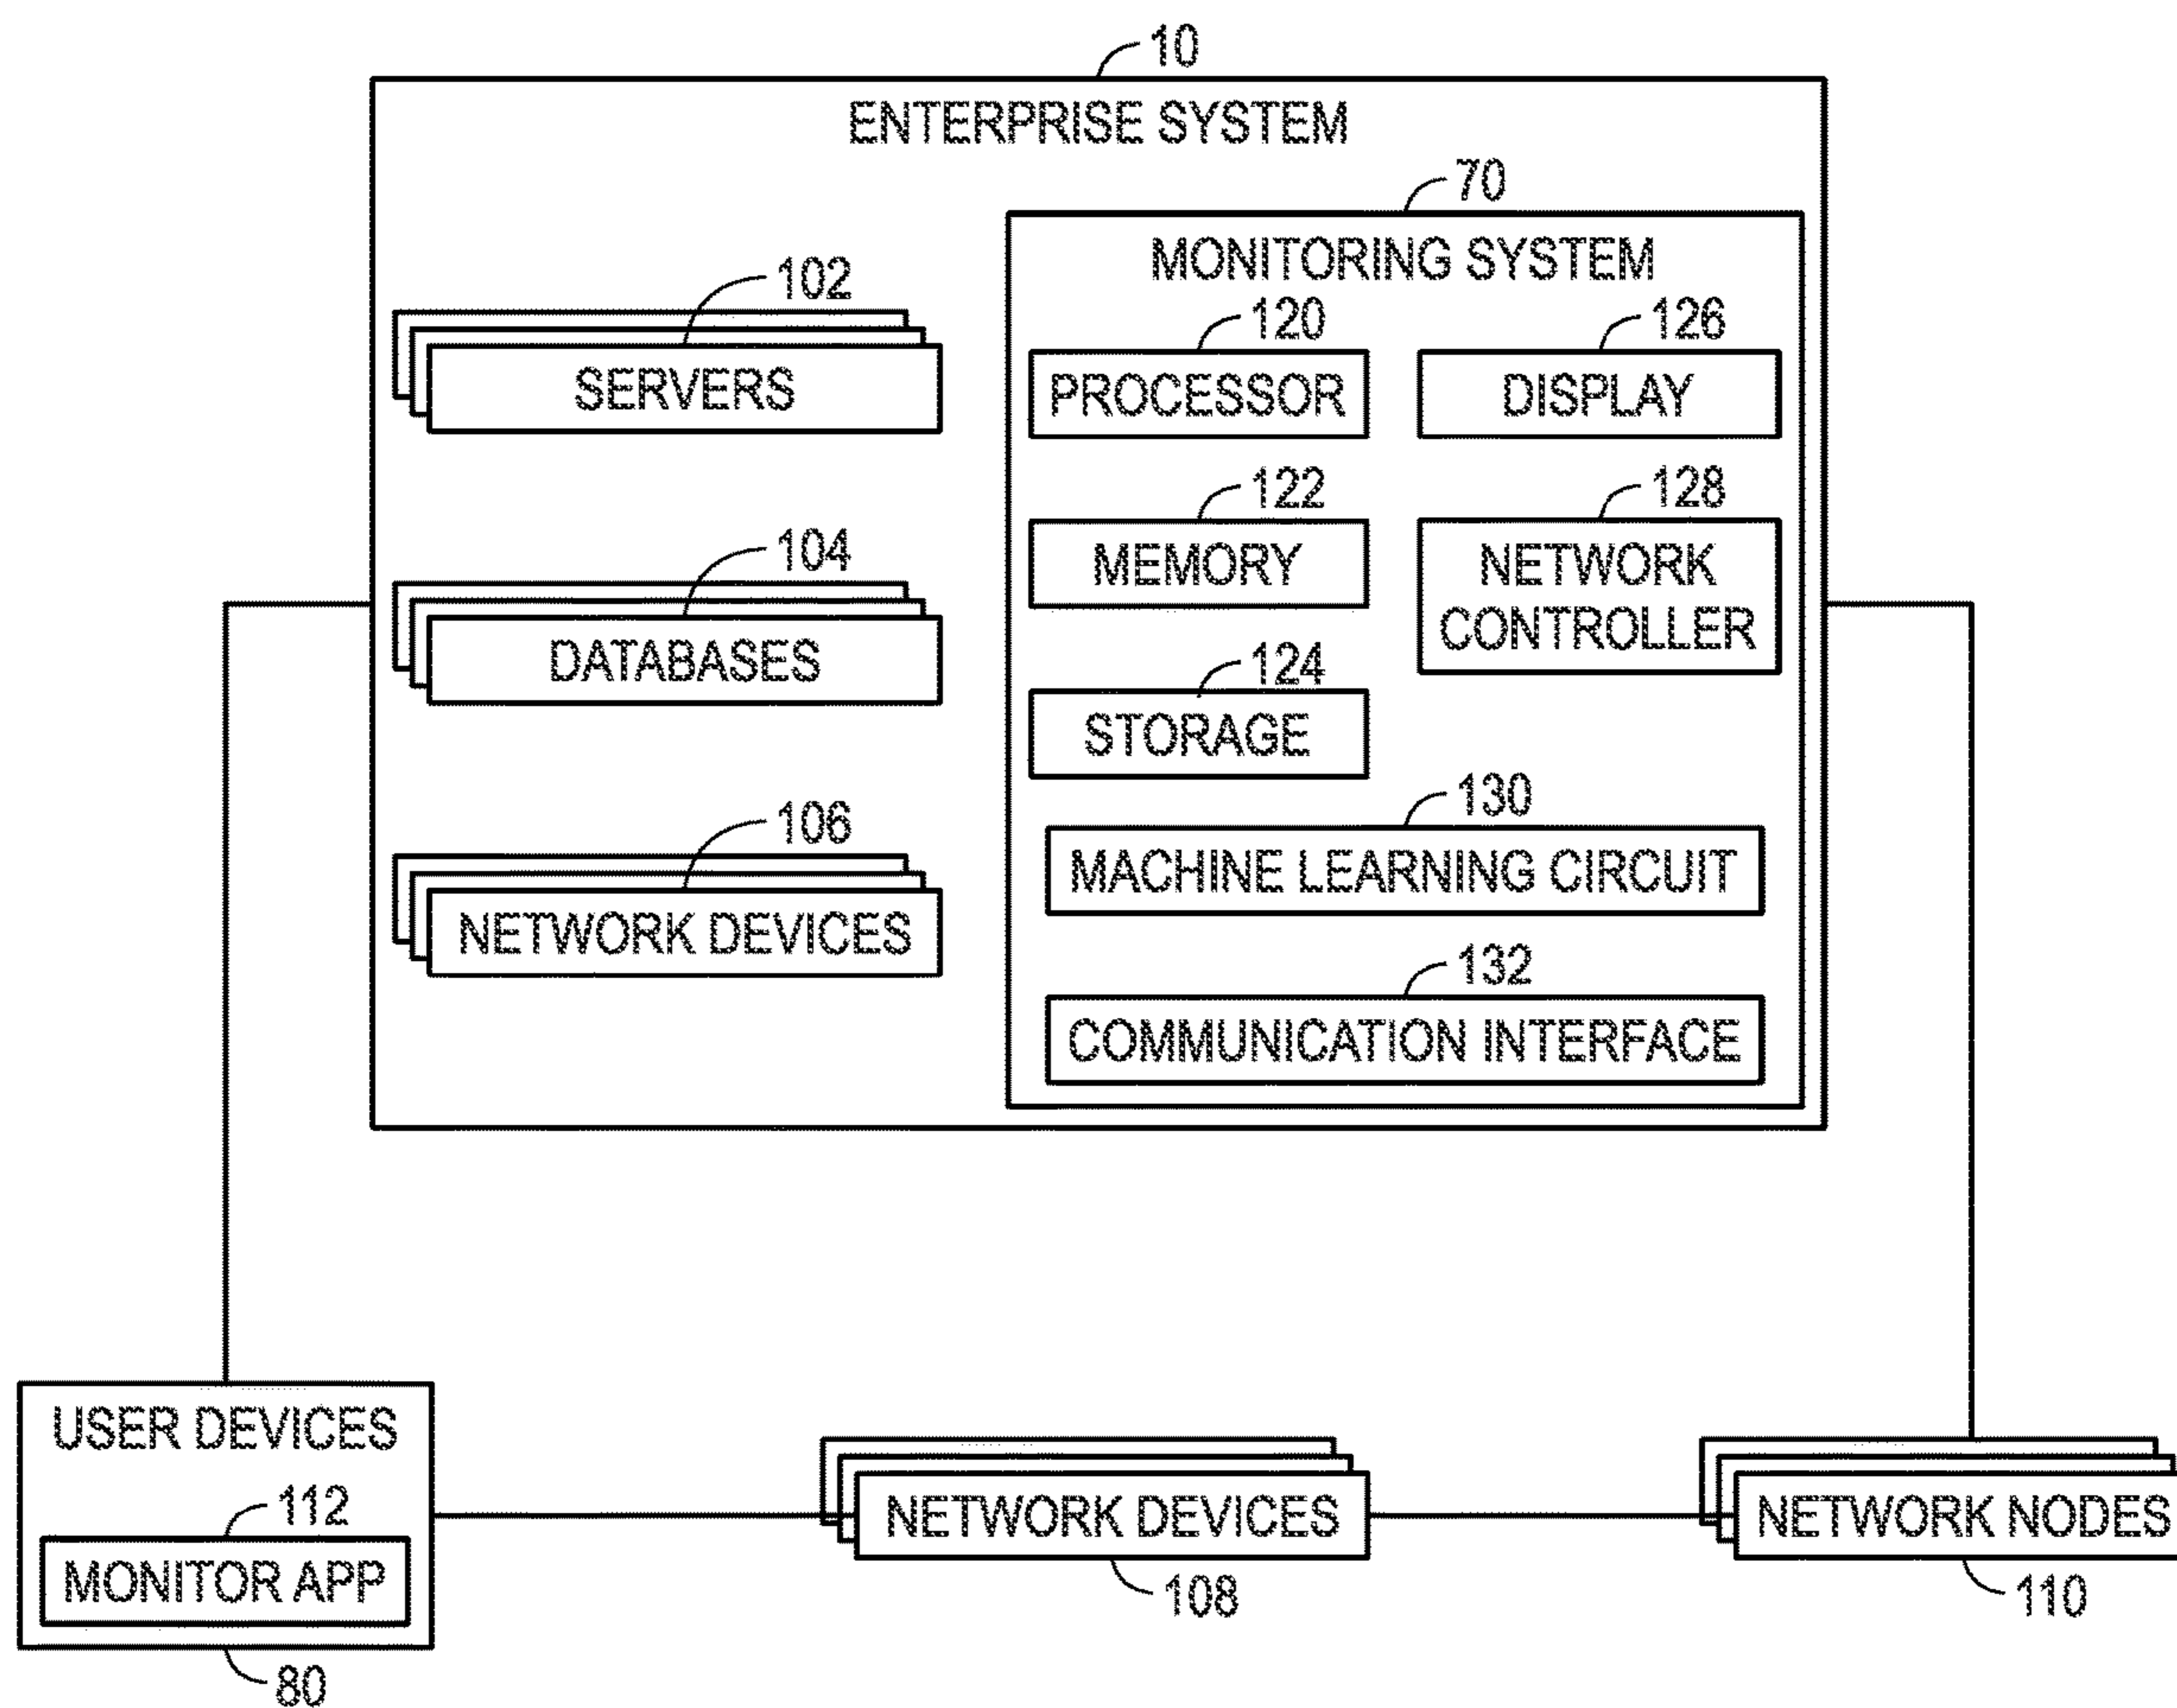 10
ENTERPRISE SYSTEM
70
MONITORING SYSTEM
102
SERVERS
120
PROCESSOR
126
DISPLAY
122
MEMORY
128
NETWORK
CONTROLLER
104
DATABASES
124
STORAGE
106
NETWORK DEVICES
130
MACHINE LEARNING CIRCUIT
132
COMMUNICATION INTERFACE
USER DEVICES
112
MONITOR APP
80
NETWORK DEVICES
108
NETWORK NODES
110